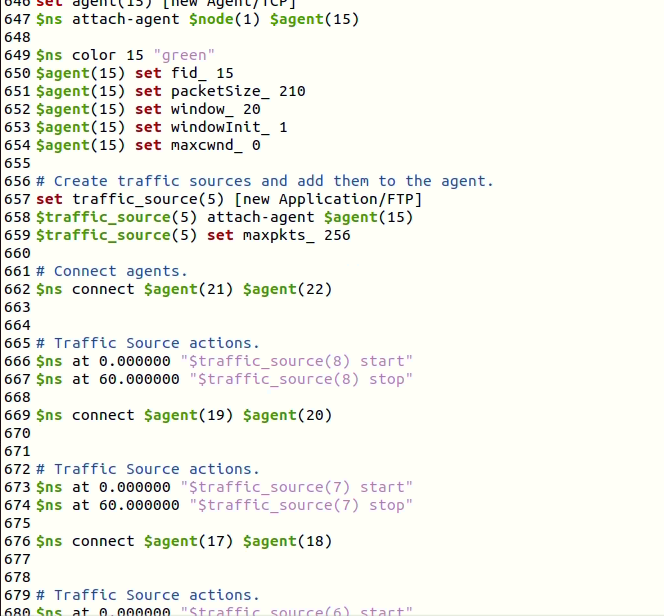 646 set agent(15) [new Agent/TCP]
647 $ns attach-agent $node(1) $agent(15)
648
649 $ns color 15 "green"
650 $agent(15) set fid_ 15
651 $agent(15) set packetSize_ 210
652 $agent(15) set window_ 20
653 $agent(15) set windowInit_ 1
654 $agent(15) set maxcwnd_ 0
655
656 # Create traffic sources and add them to the agent.
657 set traffic_source(5) [new Application/FTP]
658 $traffic_source(5) attach-agent $agent(15)
659 $traffic_source(5) set maxpkts_ 256
660
661 # Connect agents.
662 $ns connect $agent(21) $agent(22)
663
664
665 # Traffic Source actions.
666 $ns at 0.000000 "$traffic_source(8) start"
667 $ns at 60.000000 "$traffic_source(8) stop"
668
669 $ns connect $agent(19) $agent(20)
670
671
672 # Traffic Source actions.
673 $ns at 0.000000 "$traffic_source(7) start"
674 $ns at 60.000000 "$traffic_source(7) stop"
675
676 $ns connect $agent(17) $agent(18)
677
678
679 # Traffic Source actions.
680 $ns at 0.000000 "$traffic_source(6) start"